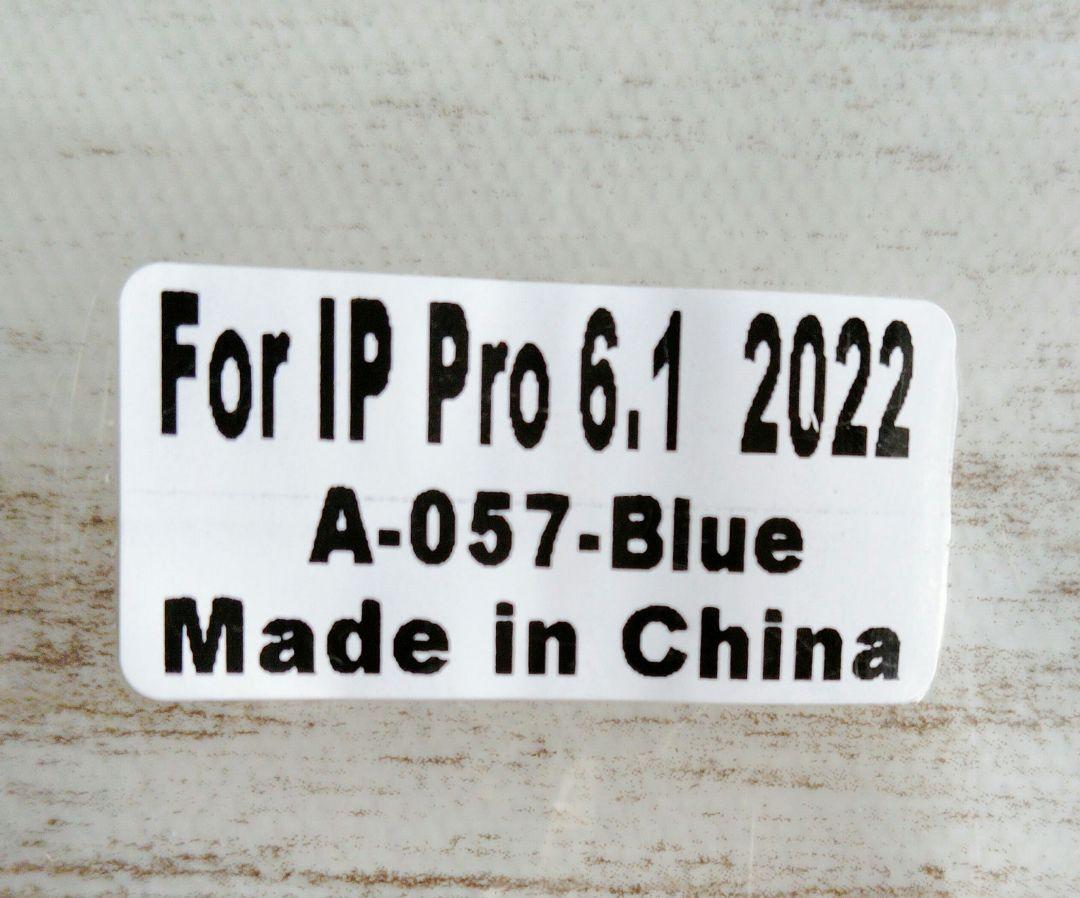 For IP Pro 6.1 2022
A-057-Blue
Made in China